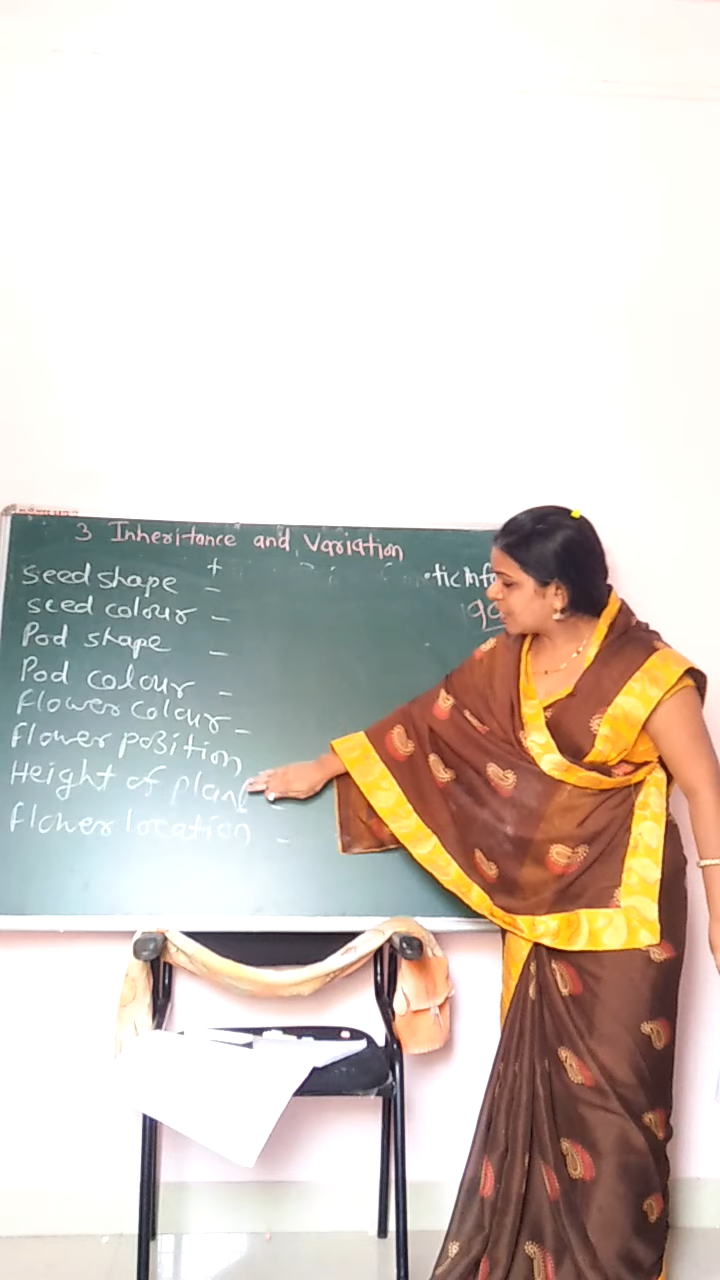 3 Inheritance and Variation
Seed shape -
seed colour -
Pod shape -
Pod colour -
flower colour -
flower position
Height of plant -
flower location -